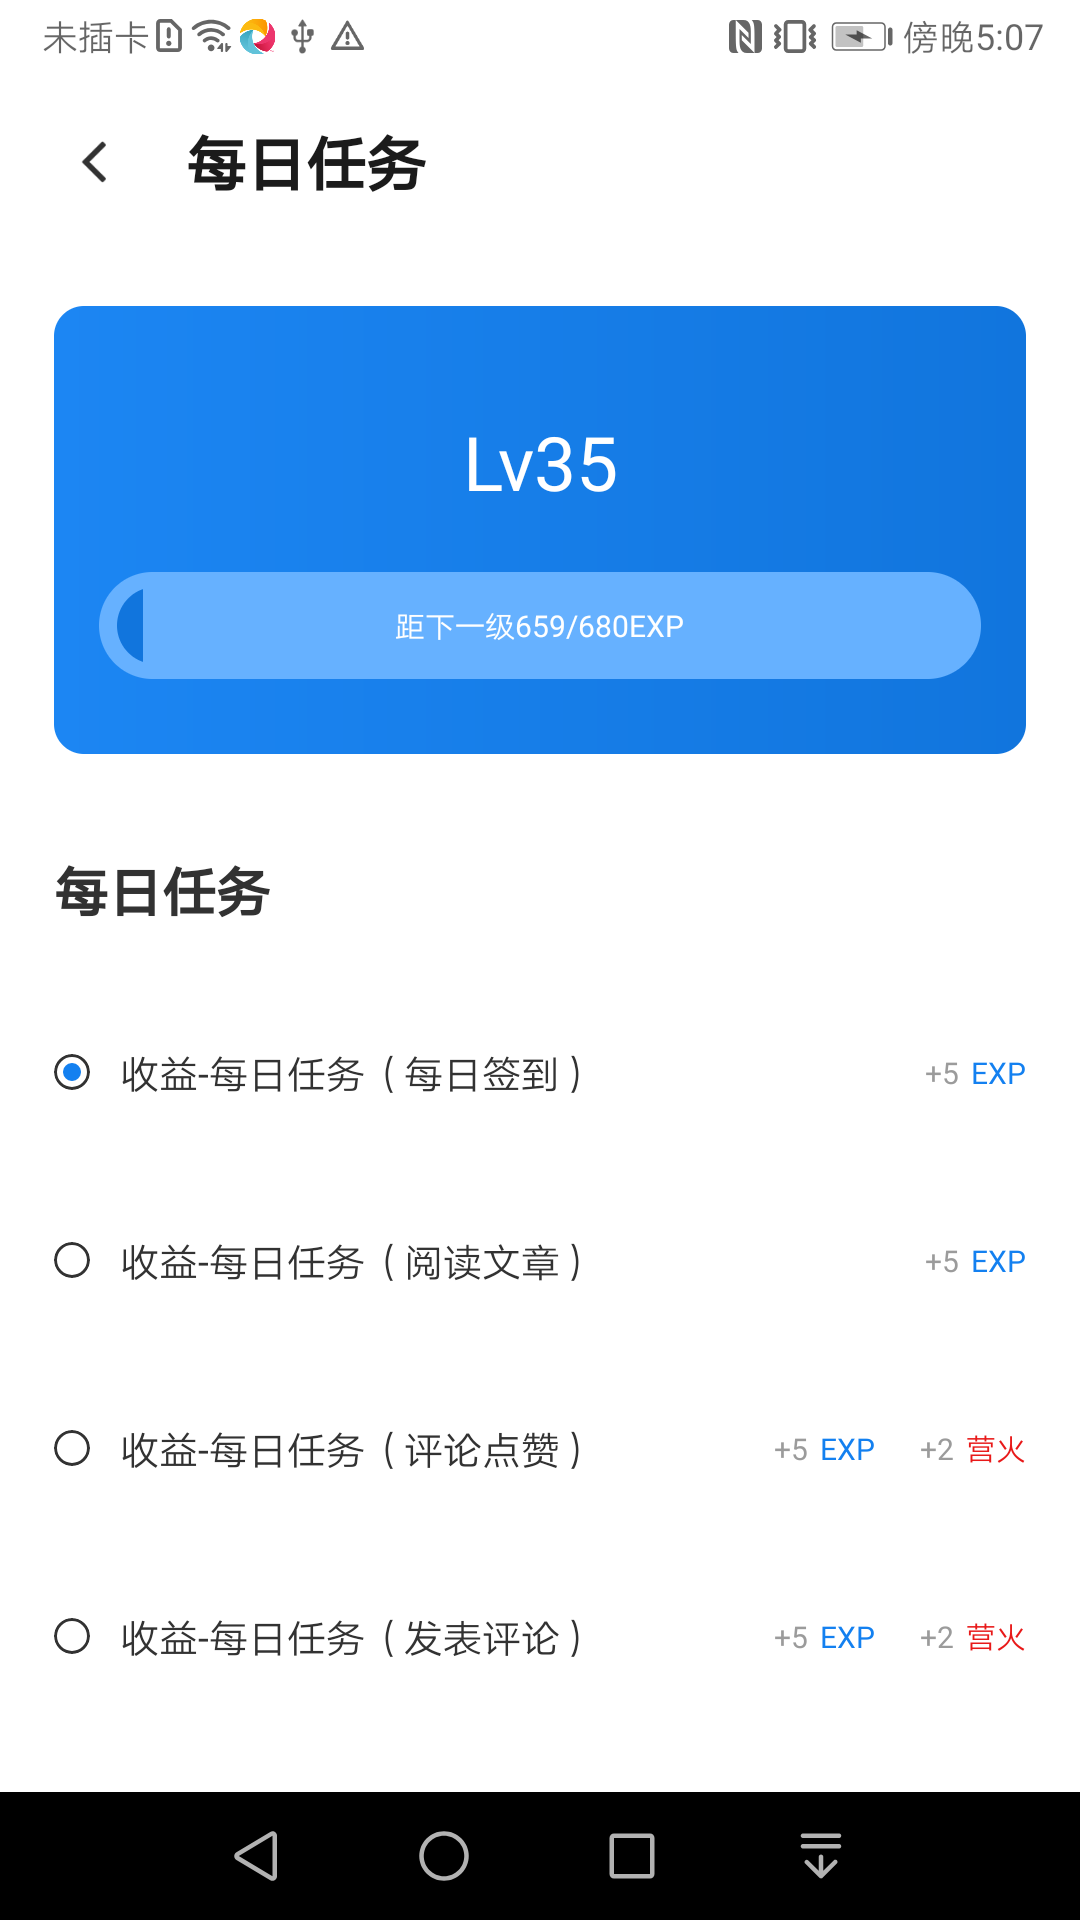 未插卡 傍晚5:07
每日任务
Lv35
距下一级659/680EXP
每日任务
收益-每日任务（每日签到） +5 EXP
收益-每日任务（阅读文章） +5 EXP
收益-每日任务（评论点赞） +5 EXP +2 营火
收益-每日任务（发表评论） +5 EXP +2 营火